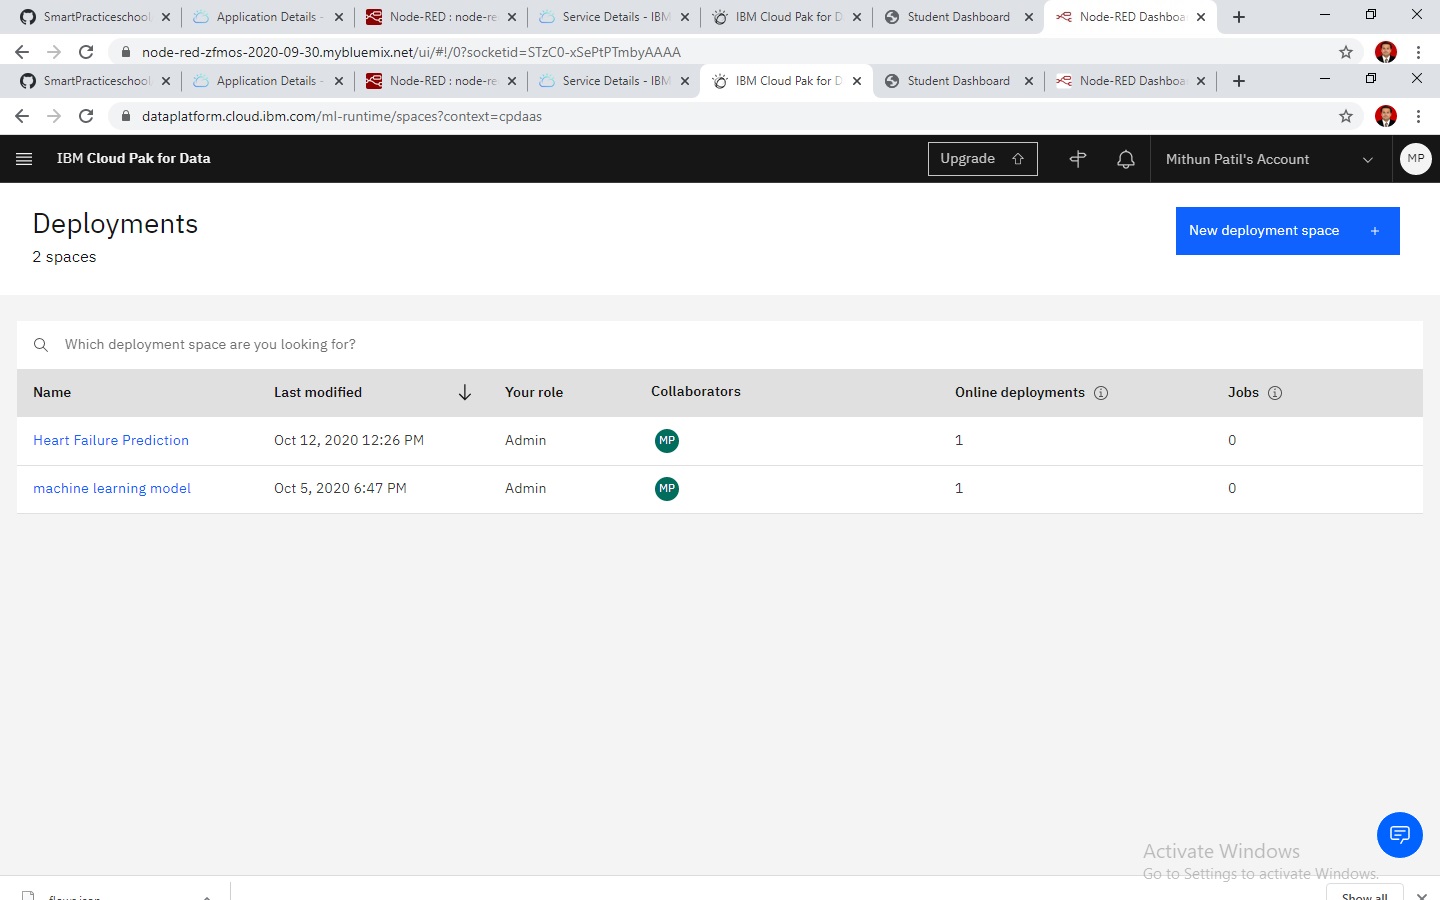 SmartPracticeschool
Application Details -
Node-RED : node-re
Service Details - IBM
IBM Cloud Pak for D
Student Dashboard
Node-RED Dashboa
node-red-zfmos-2020-09-30.mybluemix.net/ui/#!/0?socketid=STzC0-xSePtPTmbyAAAA
SmartPracticeschool
Application Details -
Node-RED : node-re
Service Details - IBM
IBM Cloud Pak for D
Student Dashboard
Node-RED Dashboa
dataplatform.cloud.ibm.com/ml-runtime/spaces?context=cpdaas
IBM Cloud Pak for Data
Upgrade
Mithun Patil's Account
MP
Deployments
2 spaces
New deployment space +
Which deployment space are you looking for?
Name Last modified Your role Collaborators Online deployments Jobs
Heart Failure Prediction Oct 12, 2020 12:26 PM Admin MP 1 0
machine learning model Oct 5, 2020 6:47 PM Admin MP 1 0
Activate Windows
Go to Settings to activate Windows.
Show all